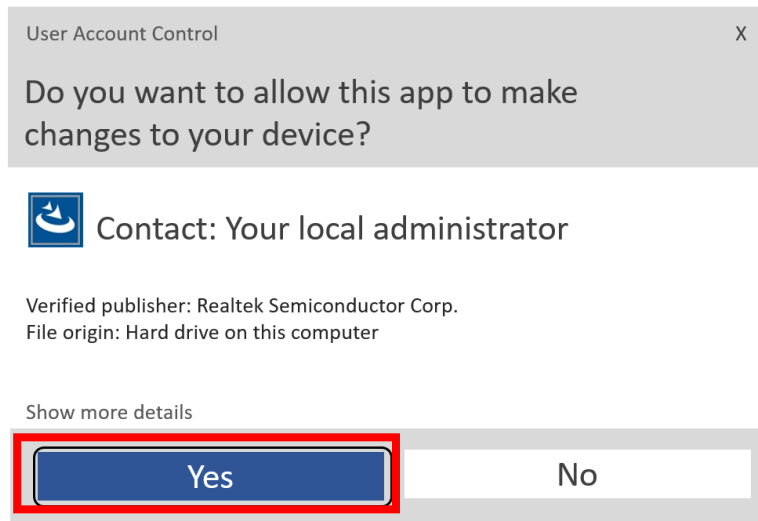 User Account Control X
Do you want to allow this app to make
changes to your device?
Contact: Your local administrator
Verified publisher: Realtek Semiconductor Corp.
File origin: Hard drive on this computer
Show more details
Yes No